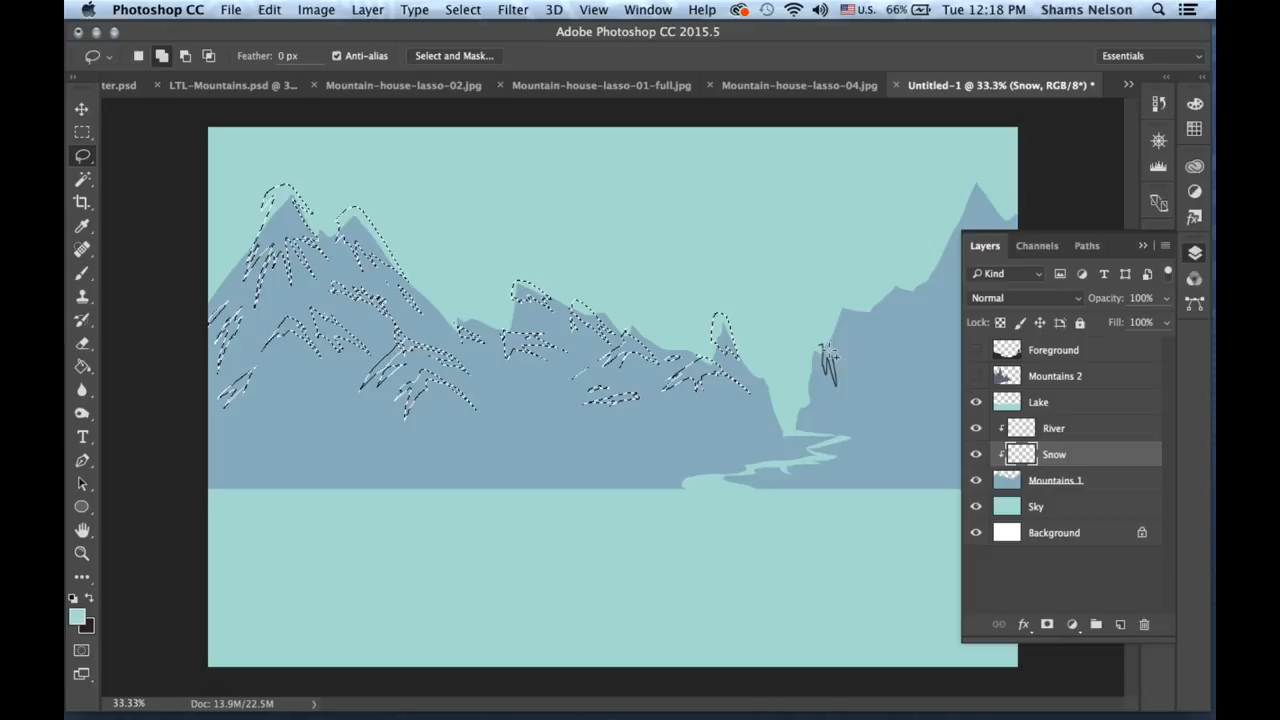 Photoshop CC File Edit Image Layer Type Select Filter 3D View Window Help U.S. 66% Tue 12:18 PM Shams Nelson
Adobe Photoshop CC 2015.5
Feather: 0 px Anti-alias Select and Mask... Essentials
ter.psd × LTL-Mountains.psd @ 3... × Mountain-house-lasso-02.jpg × Mountain-house-lasso-01-full.jpg × Mountain-house-lasso-04.jpg × Untitled-1 @ 33.3% (Snow, RGB/8*) *
Layers Channels Paths
Kind
Normal Opacity: 100%
Lock: Fill: 100%
Foreground
Mountains 2
Lake
River
Snow
Mountains 1
Sky
Background
33.33% Doc: 13.9M/22.5M